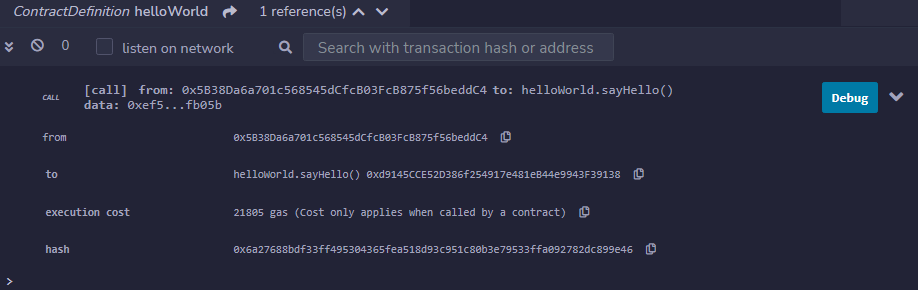 ContractDefinition helloWorld 1 reference(s)
0 listen on network Search with transaction hash or address
CALL [call] from: 0x5B38Da6a701c568545dCfcB03FcB875f56beddC4 to: helloWorld.sayHello()
data: 0xef5...fb05b
Debug
from 0x5B38Da6a701c568545dCfcB03FcB875f56beddC4
to helloWorld.sayHello() 0xd9145CCE52D386f254917e481eB44e9943F39138
execution cost 21805 gas (Cost only applies when called by a contract)
hash 0x6a27688bdf33ff495304365fea518d93c951c80b3e79533ffa092782dc899e46
>